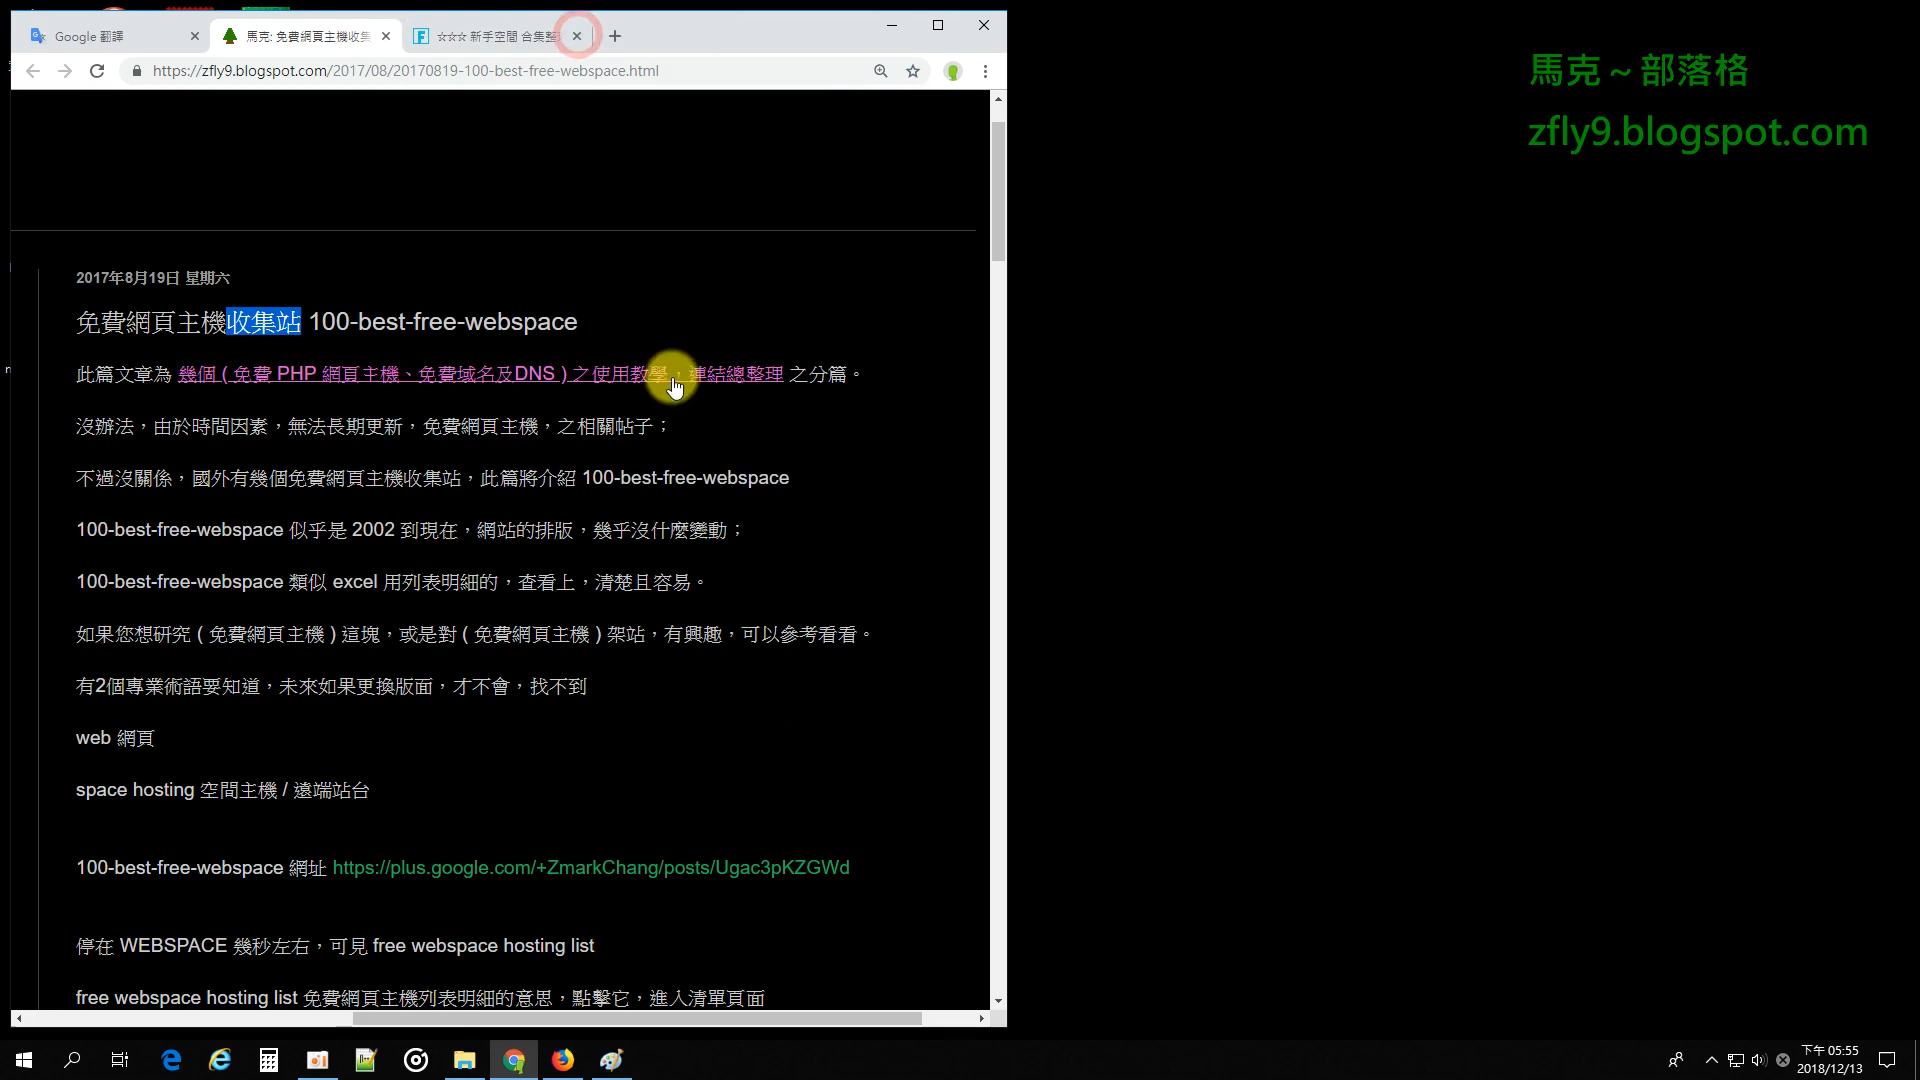 Google 翻譯
馬克: 免費網頁主機收集
☆☆☆ 新手空間 合集整
https://zfly9.blogspot.com/2017/08/20170819-100-best-free-webspace.html
馬克～部落格
zfly9.blogspot.com
2017年8月19日 星期六
免費網頁主機收集站 100-best-free-webspace
此篇文章為 幾個 ( 免費 PHP 網頁主機、免費域名及DNS ) 之使用教學，連結總整理 之分篇。
沒辦法，由於時間因素，無法長期更新，免費網頁主機，之相關帖子；
不過沒關係，國外有幾個免費網頁主機收集站，此篇將介紹 100-best-free-webspace
100-best-free-webspace 似乎是 2002 到現在，網站的排版，幾乎沒什麼變動；
100-best-free-webspace 類似 excel 用列表明細的，查看上，清楚且容易。
如果您想研究 ( 免費網頁主機 ) 這塊，或是對 ( 免費網頁主機 ) 架站，有興趣，可以參考看看。
有2個專業術語要知道，未來如果更換版面，才不會，找不到
web 網頁
space hosting 空間主機 / 遠端站台
100-best-free-webspace 網址 https://plus.google.com/+ZmarkChang/posts/Ugac3pKZGWd
停在 WEBSPACE 幾秒左右，可見 free webspace hosting list
free webspace hosting list 免費網頁主機列表明細的意思，點擊它，進入清單頁面
下午 05:55
2018/12/13